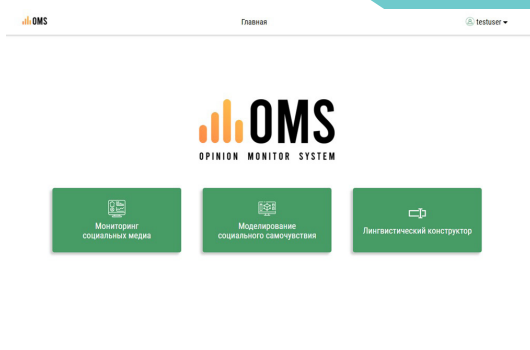 OMS
Главная
testuser
OMS
OPINION MONITOR SYSTEM
Мониторинг
социальных медиа
Моделирование
социального самочувствия
Лингвистический конструктор